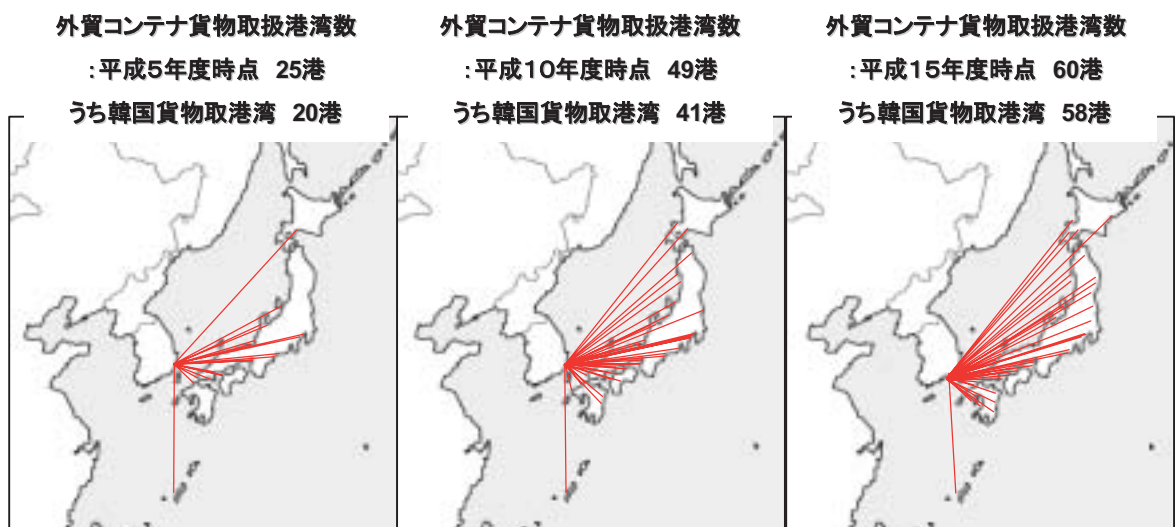 外貿コンテナ貨物取扱港湾数
：平成５年度時点 25港
うち韓国貨物取港湾 20港
外貿コンテナ貨物取扱港湾数
：平成１０年度時点 49港
うち韓国貨物取港湾 41港
外貿コンテナ貨物取扱港湾数
：平成１５年度時点 60港
うち韓国貨物取港湾 58港